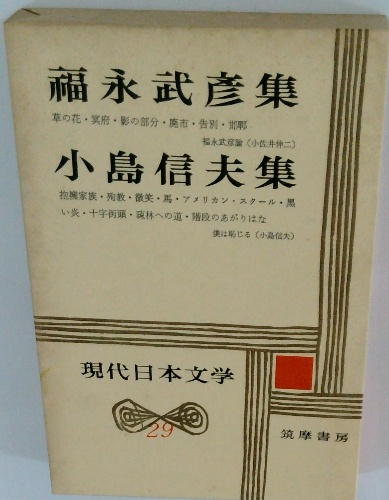 福永武彦集
草の花・冥府・影の部分・廃市・告別・邯鄲
福永武彦論（小佐井伸二）
小島信夫集
抱擁家族・殉教・微笑・馬・アメリカン・スクール・黒
い炎・十字街頭・疎林への道・階段のあがりはな
僕は恥じる（小島信夫）
現代日本文学
29
筑摩書房